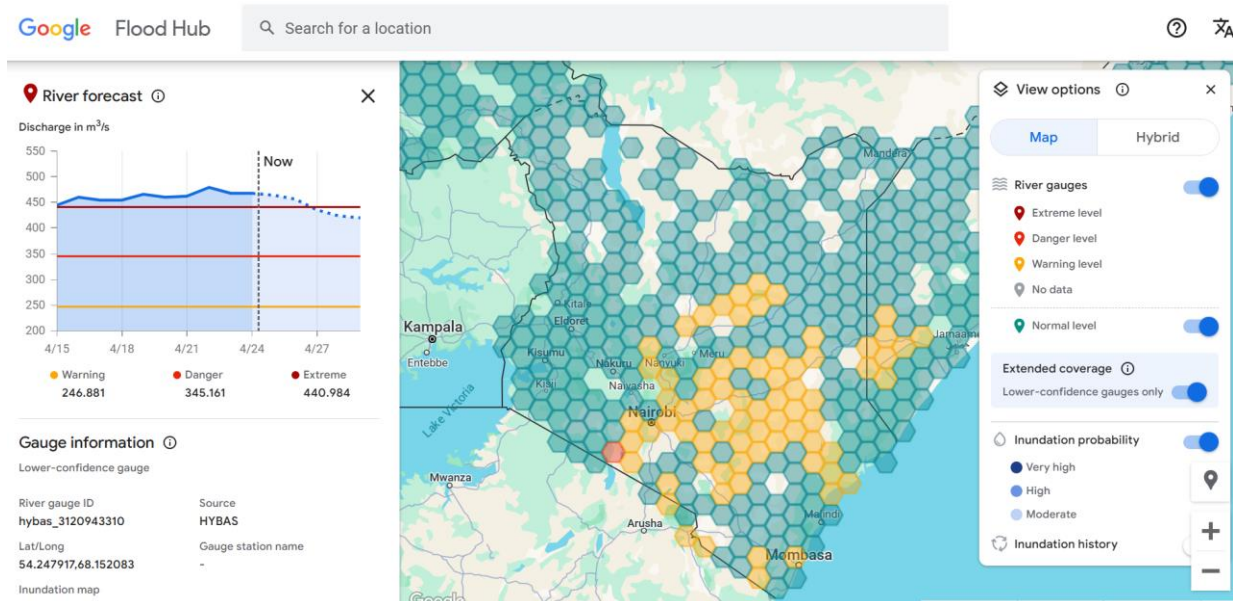 Google Flood Hub
Search for a location
River forecast
Discharge in m³/s
550
500
450
400
350
300
250
200
Now
4/15 4/18 4/21 4/24 4/27
Warning Danger Extreme
246.881 345.161 440.984
Gauge information
Lower-confidence gauge
River gauge ID Source
hybas_3120943310 HYBAS
Lat/Long Gauge station name
54.247917,68.152083 -
Inundation map
Mandera
Kitale
Eldoret
Kampala
Entebbe
Kisumu
Nakuru
Nanyuki
Meru
Kisii
Naivasha
Nairobi
Lake Victoria
Mwanza
Arusha
Malindi
Mombasa
Google
View options
Map Hybrid
River gauges
Extreme level
Danger level
Warning level
No data
Normal level
Extended coverage
Lower-confidence gauges only
Inundation probability
Very high
High
Moderate
Inundation history